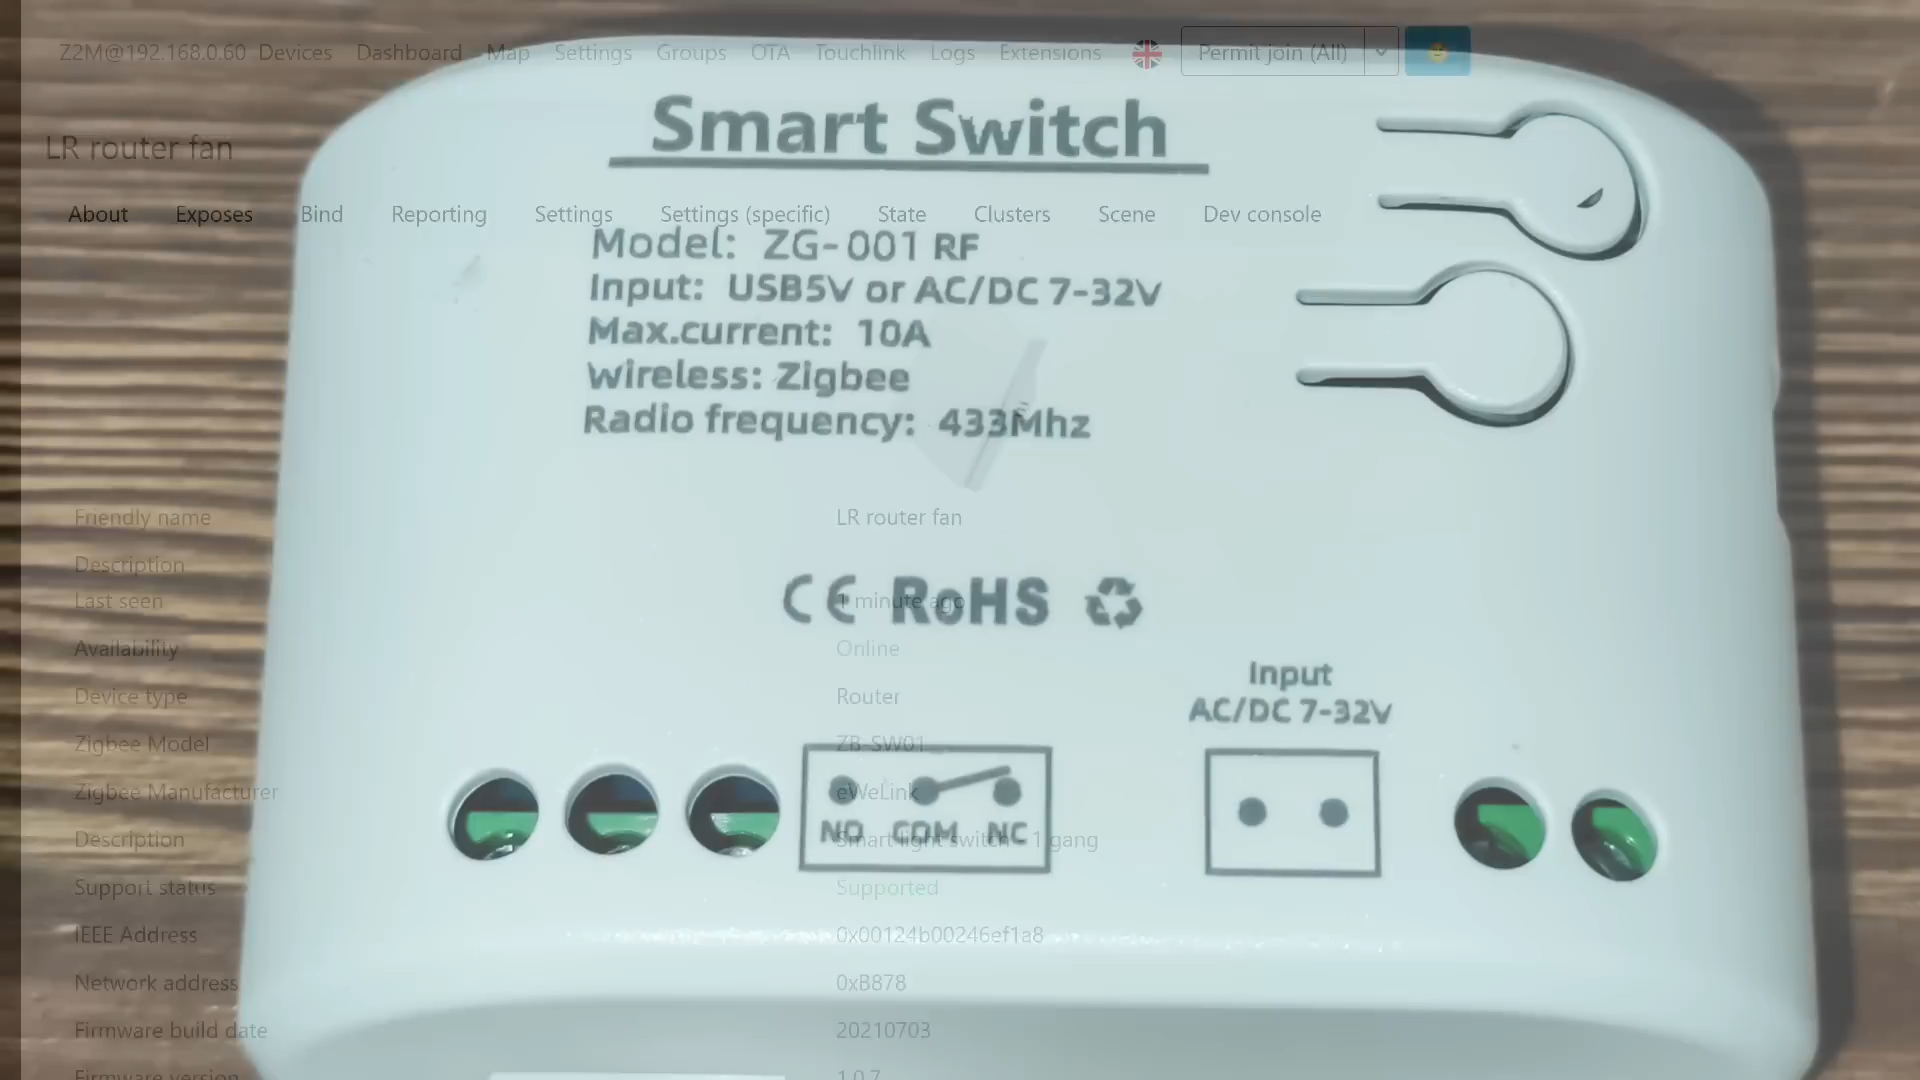 Z2M@192.168.0.60 Devices Dashboard Map Settings Groups OTA Touchlink Logs Extensions Permit join (All)
Smart Switch
LR router fan
About Exposes Bind Reporting Settings Settings (specific) State Clusters Scene Dev console
Model: ZG-001 RF
Input: USB5V or AC/DC 7-32V
Max.current: 10A
Wireless: Zigbee
Radio frequency: 433Mhz
Friendly name LR router fan
Description
CE RoHS
Last seen 1 minute ago
Availability Online
Input
AC/DC 7-32V
Device type Router
Zigbee Model ZB-SW01
Zigbee Manufacturer eWeLink
NO COM NC
Description Smart light switch - 1 gang
Support status Supported
IEEE Address 0x00124b00246ef1a8
Network address 0xB878
Firmware build date 20210703
Firmware version 1.0.7